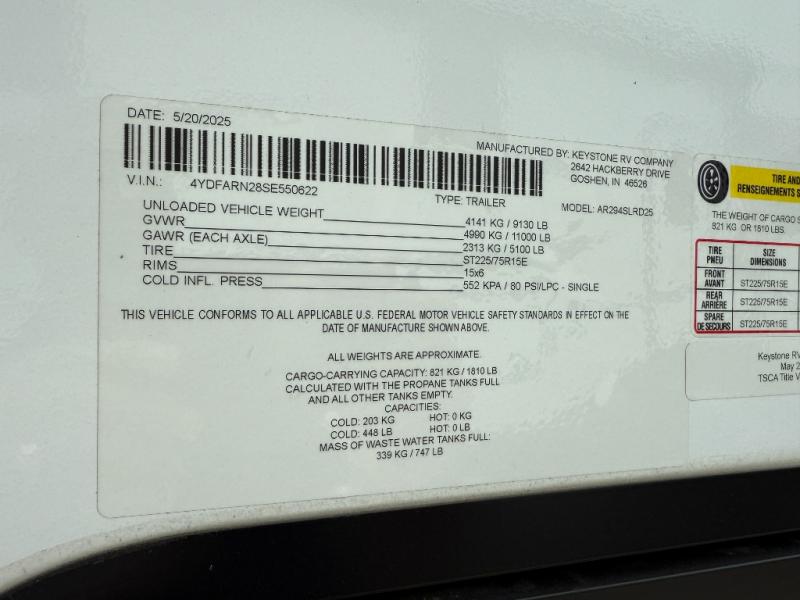 DATE: 5/20/2025
MANUFACTURED BY: KEYSTONE RV COMPANY
2642 HACKBERRY DRIVE
GOSHEN, IN 46526
V.I.N.: 4YDFARN28SE550622
TYPE: TRAILER
MODEL: AR294SLRD25
UNLOADED VEHICLE WEIGHT 4141 KG / 9130 LB
GVWR 4990 KG / 11000 LB
GAWR (EACH AXLE) 2313 KG / 5100 LB
TIRE ST225/75R15E
RIMS 15x6
COLD INFL. PRESS 552 KPA / 80 PSI/LPC - SINGLE
THIS VEHICLE CONFORMS TO ALL APPLICABLE U.S. FEDERAL MOTOR VEHICLE SAFETY STANDARDS IN EFFECT ON THE
DATE OF MANUFACTURE SHOWN ABOVE.
ALL WEIGHTS ARE APPROXIMATE.
CARGO-CARRYING CAPACITY: 821 KG / 1810 LB
CALCULATED WITH THE PROPANE TANKS FULL
AND ALL OTHER TANKS EMPTY.
CAPACITIES:
COLD: 203 KG HOT: 0 KG
COLD: 448 LB HOT: 0 LB
MASS OF WASTE WATER TANKS FULL:
339 KG / 747 LB
TIRE AND
RENSEIGNEMENTS S
THE WEIGHT OF CARGO S
821 KG OR 1810 LBS.
TIRE SIZE
PNEU DIMENSIONS
FRONT
AVANT ST225/75R15E
REAR
ARRIÈRE ST225/75R15E
SPARE
DE SECOURS ST225/75R15E
Keystone RV
May 2
TSCA Title V